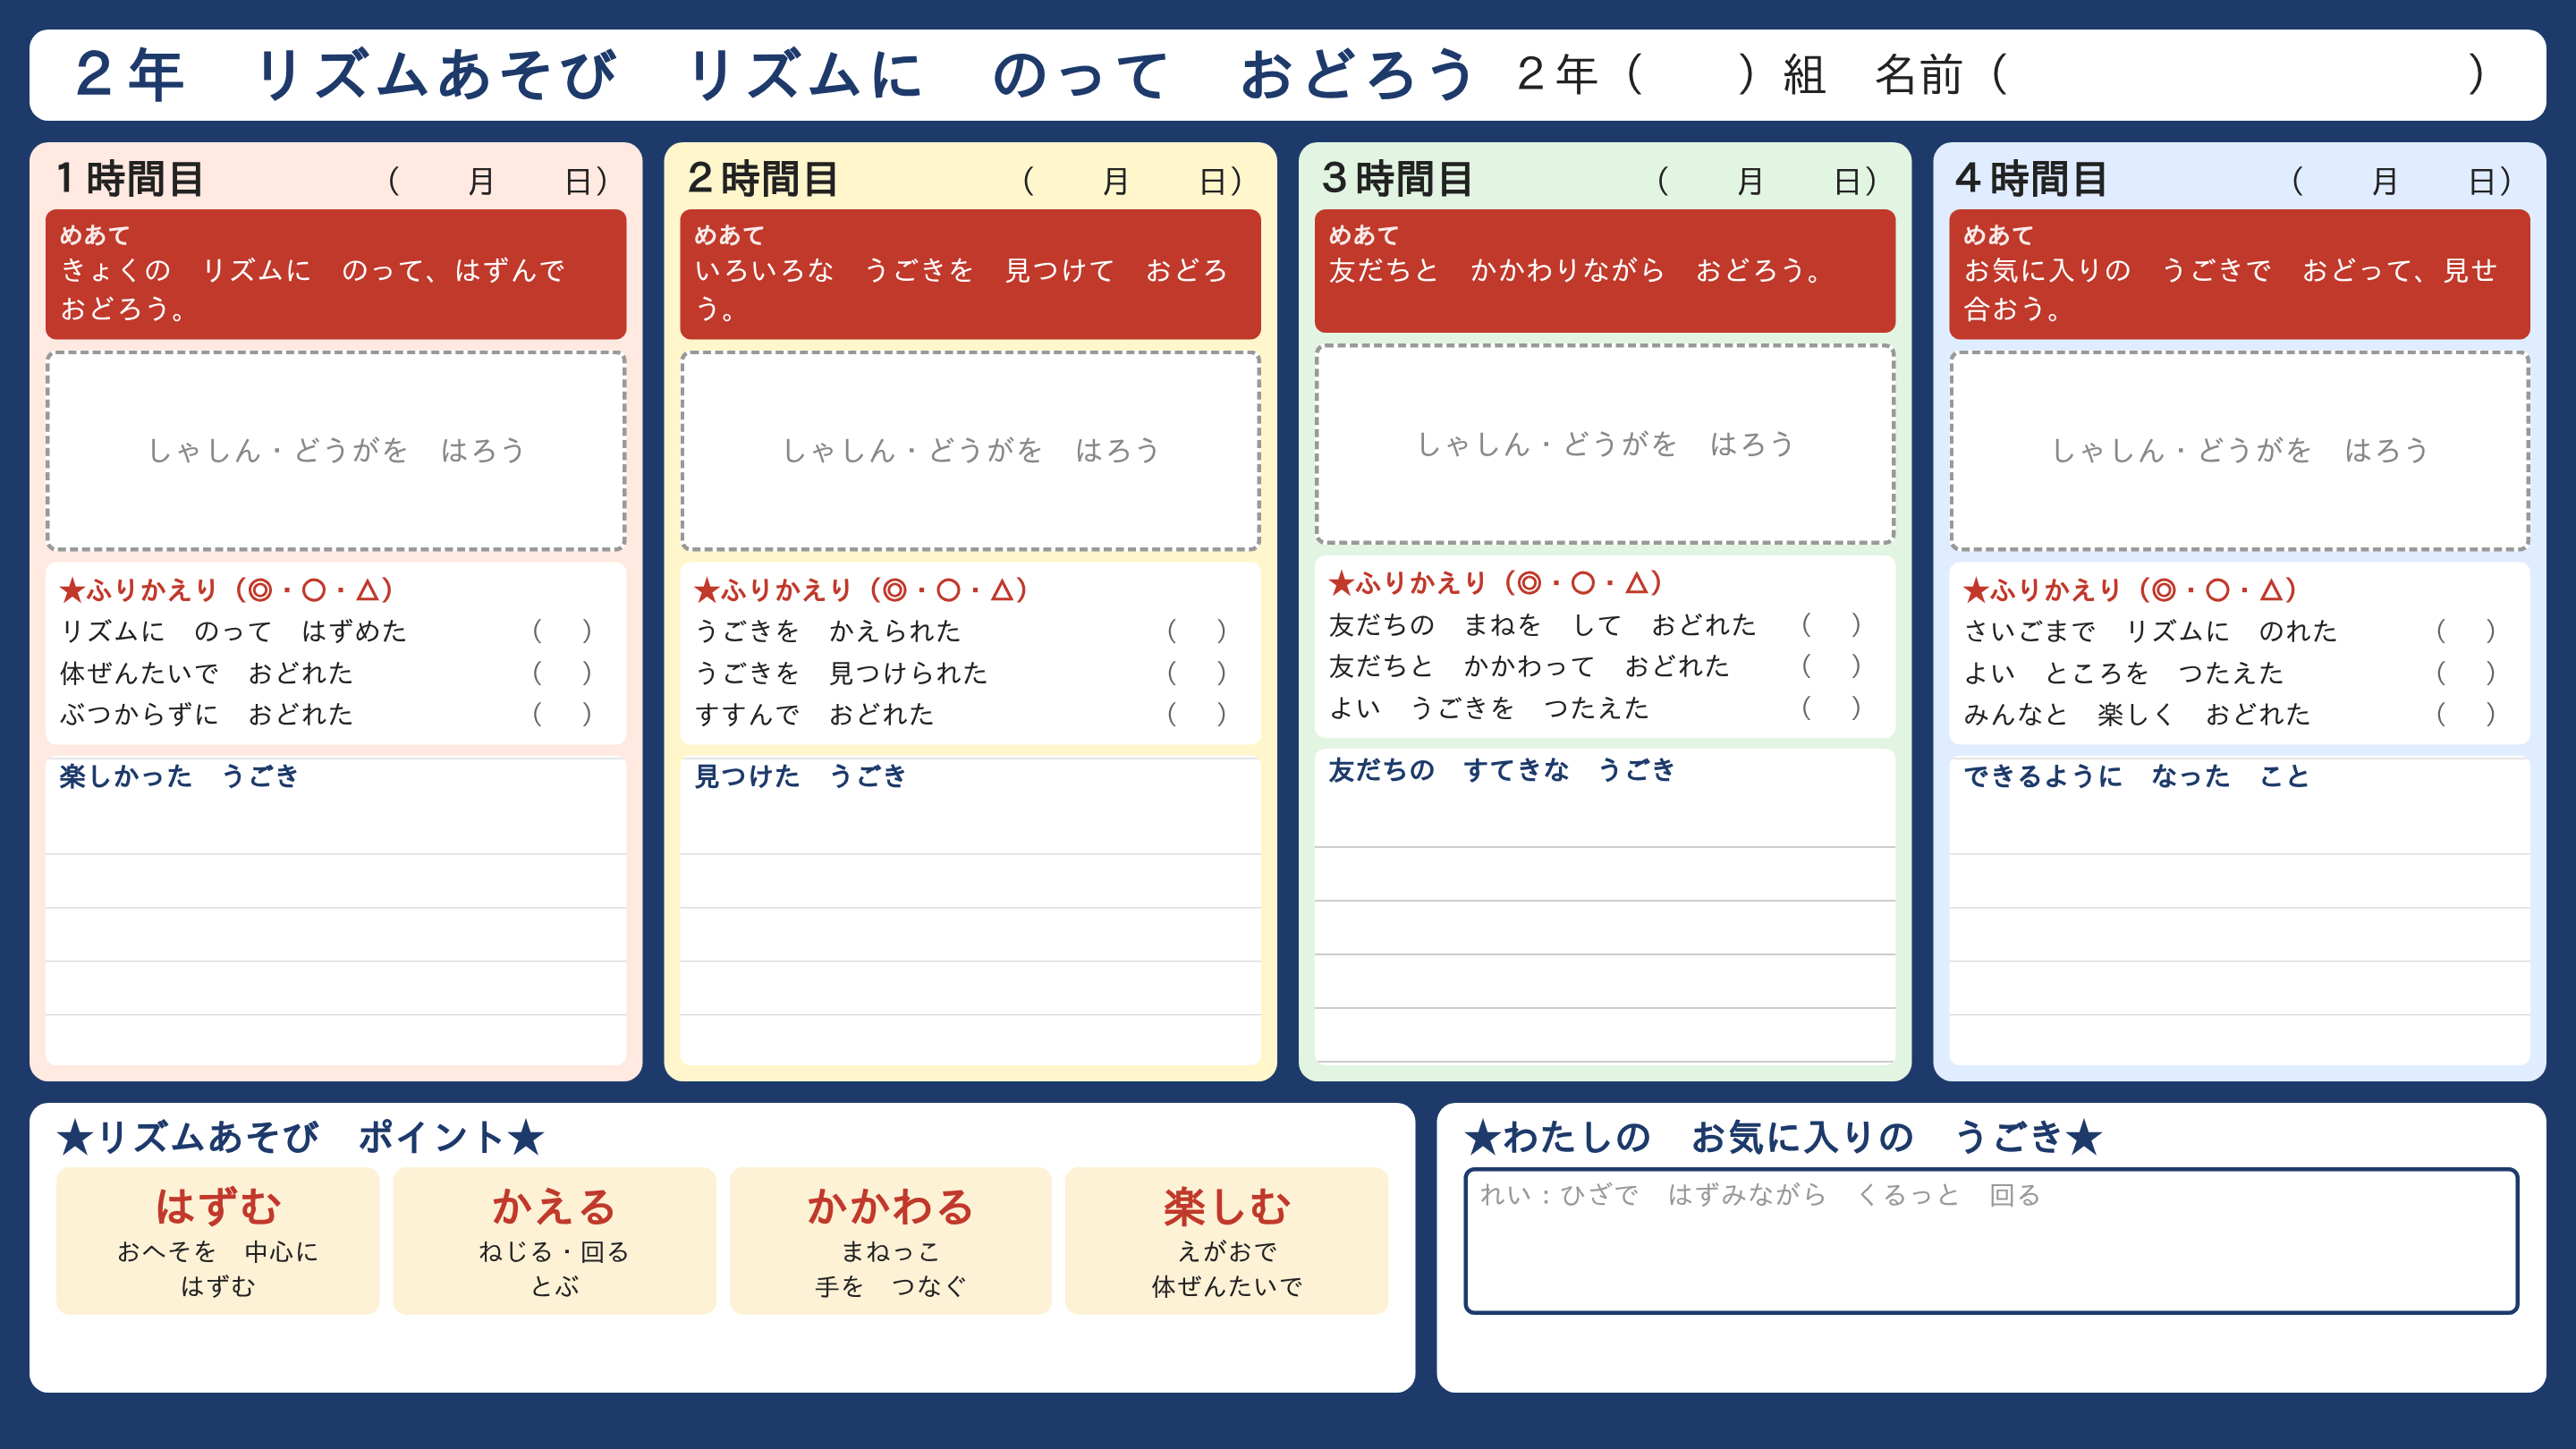 ２年　リズムあそび　リズムに　のって　おどろう
２年（　　）組　名前（　　　　　　　　　　）
１時間目　（　　月　　日）
めあて
きょくの　リズムに　のって、はずんで
おどろう。
しゃしん・どうがを　はろう
★ふりかえり（◎・○・△）
リズムに　のって　はずめた　（　）
体ぜんたいで　おどれた　（　）
ぶつからずに　おどれた　（　）
楽しかった　うごき
２時間目　（　　月　　日）
めあて
いろいろな　うごきを　見つけて　おどろ
う。
しゃしん・どうがを　はろう
★ふりかえり（◎・○・△）
うごきを　かえられた　（　）
うごきを　見つけられた　（　）
すすんで　おどれた　（　）
見つけた　うごき
３時間目　（　　月　　日）
めあて
友だちと　かかわりながら　おどろう。
しゃしん・どうがを　はろう
★ふりかえり（◎・○・△）
友だちの　まねを　して　おどれた　（　）
友だちと　かかわって　おどれた　（　）
よい　うごきを　つたえた　（　）
友だちの　すてきな　うごき
４時間目　（　　月　　日）
めあて
お気に入りの　うごきで　おどって、見せ
合おう。
しゃしん・どうがを　はろう
★ふりかえり（◎・○・△）
さいごまで　リズムに　のれた　（　）
よい　ところを　つたえた　（　）
みんなと　楽しく　おどれた　（　）
できるように　なった　こと
★リズムあそび　ポイント★
はずむ
おへそを　中心に
はずむ
かえる
ねじる・回る
とぶ
かかわる
まねっこ
手を　つなぐ
楽しむ
えがおで
体ぜんたいで
★わたしの　お気に入りの　うごき★
れい：ひざで　はずみながら　くるっと　回る